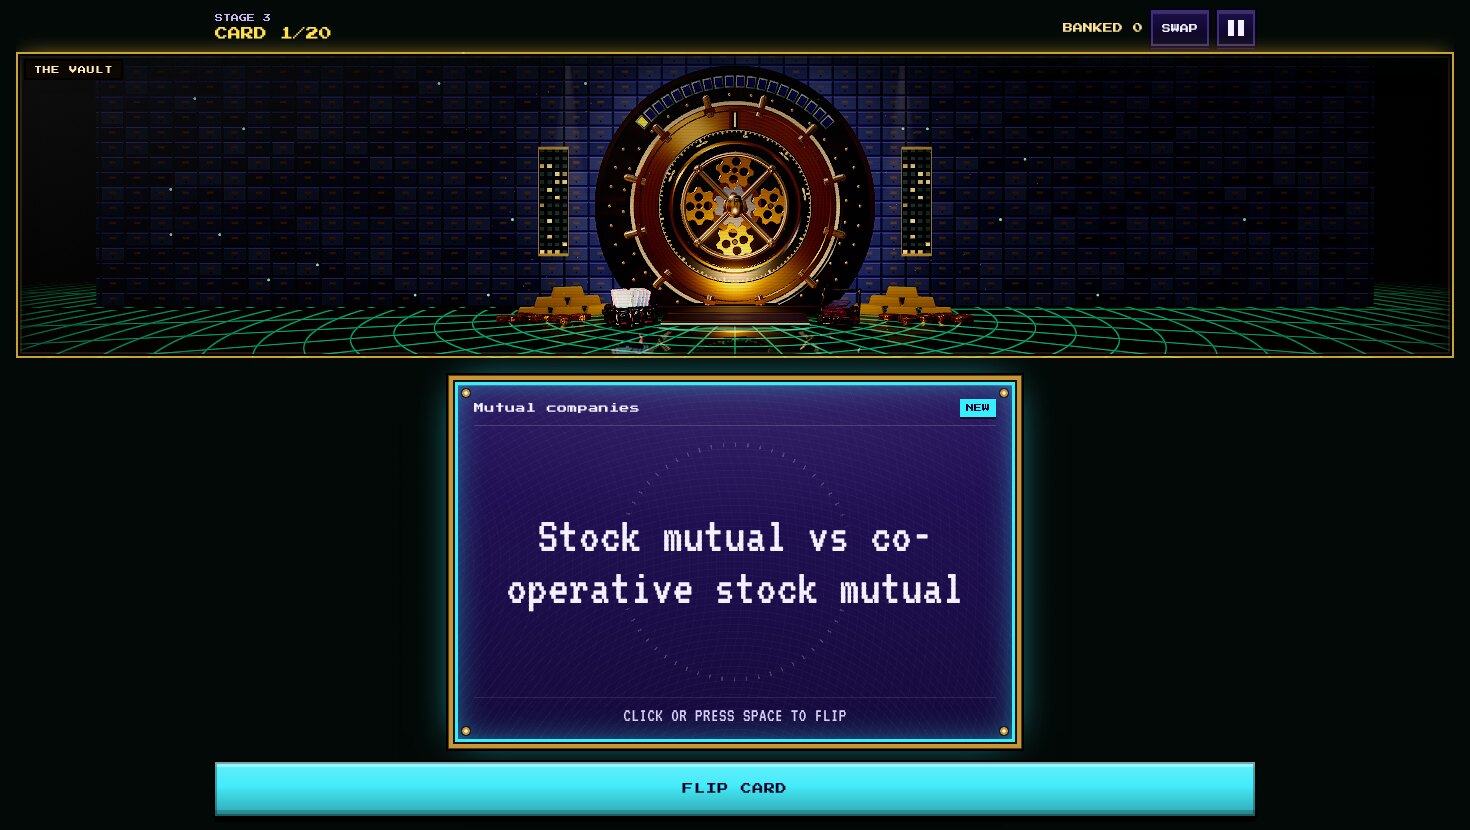 STAGE 3
CARD 1/20
BANKED 0
SWAP
THE VAULT
Mutual companies
NEW
Stock mutual vs co-
operative stock mutual
CLICK OR PRESS SPACE TO FLIP
FLIP CARD